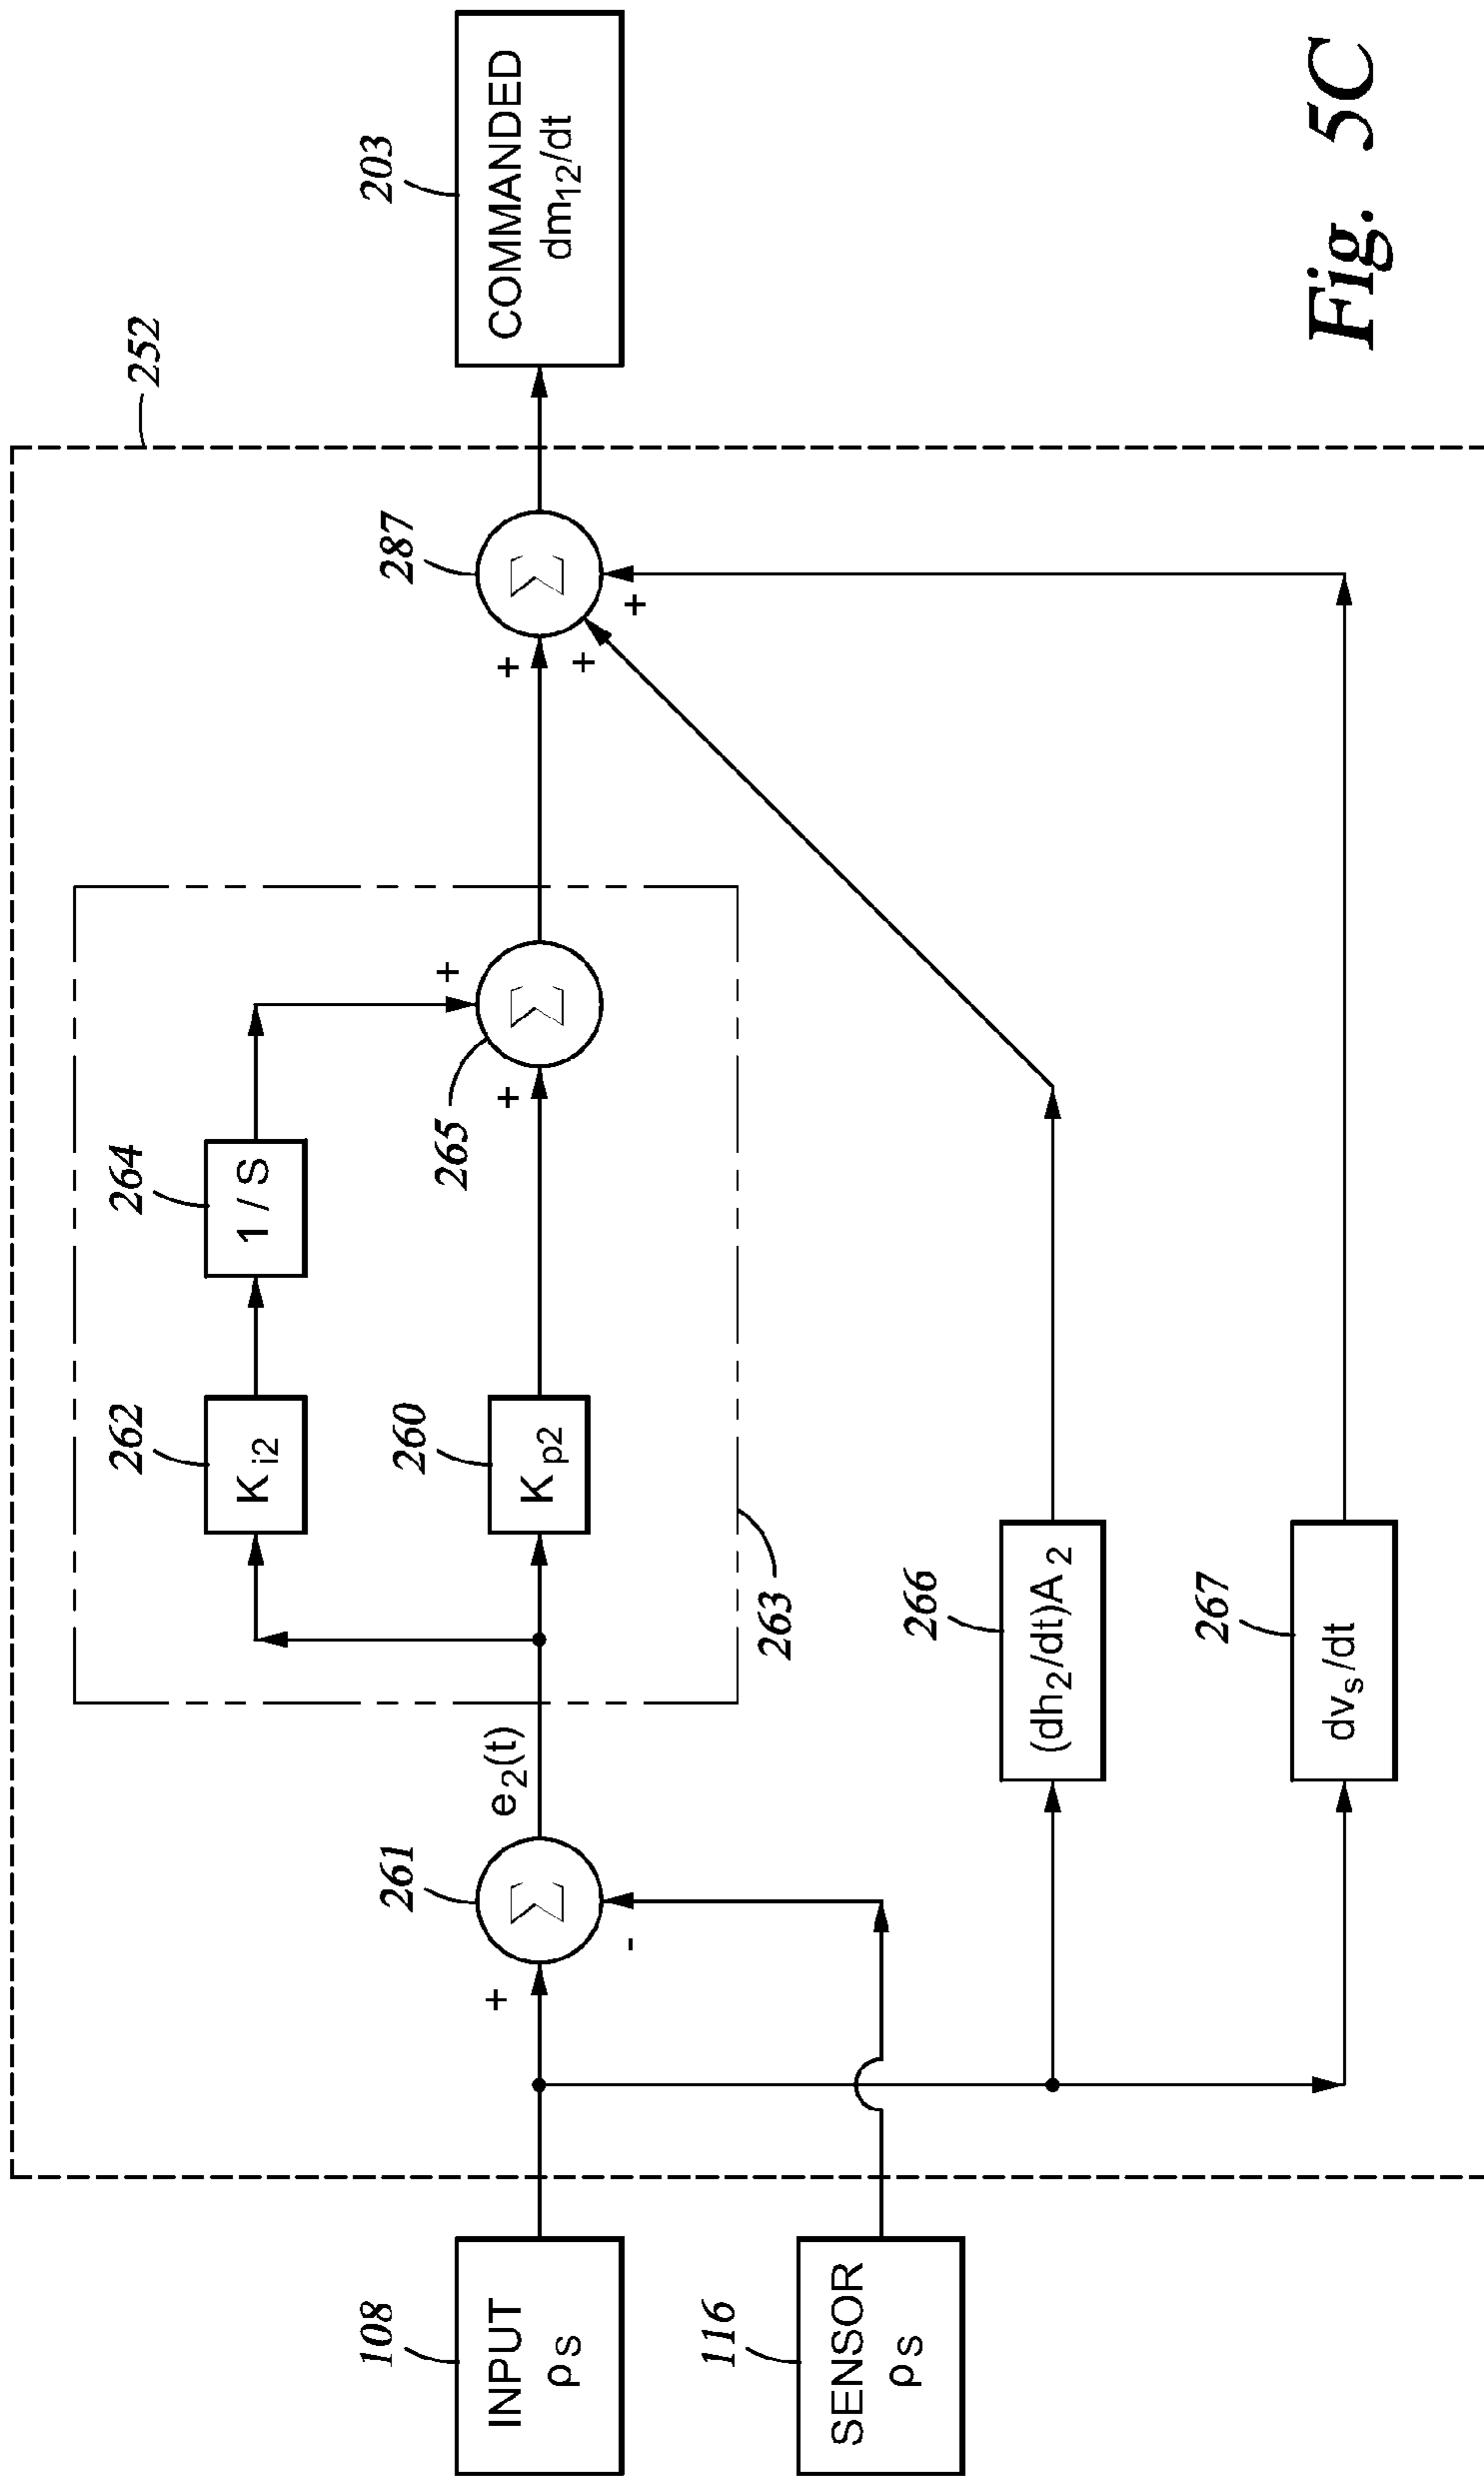 252
203
COMMANDED
dm12/dt
287
Σ
+
+
+
264
1/S
265
Σ
+
+
262
Ki2
260
Kp2
263
e2(t)
261
Σ
+
-
266
(dh2/dt)A2
267
dvs/dt
108
INPUT
ρs
116
SENSOR
ρs
Fig. 5C